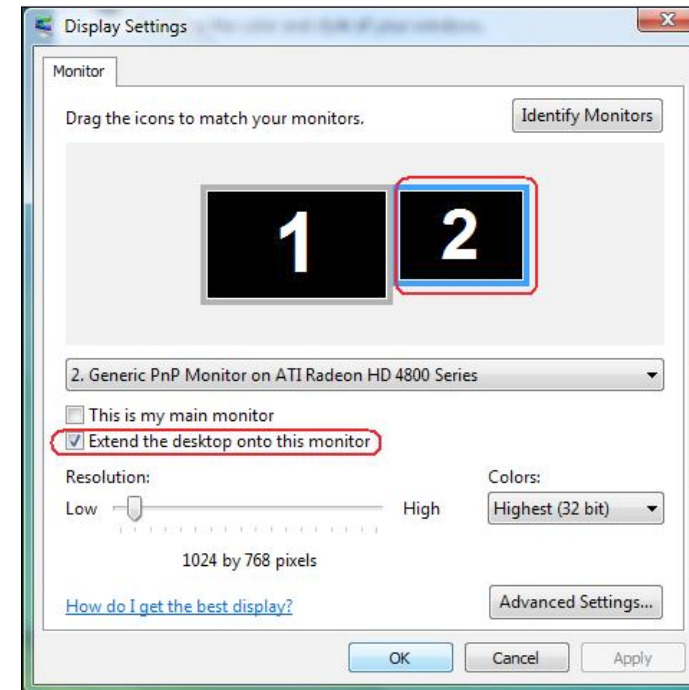 Display Settings
Monitor
Drag the icons to match your monitors.
Identify Monitors
1
2
2. Generic PnP Monitor on ATI Radeon HD 4800 Series
This is my main monitor
Extend the desktop onto this monitor
Resolution:
Colors:
Low
High
Highest (32 bit)
1024 by 768 pixels
How do I get the best display?
Advanced Settings...
OK
Cancel
Apply